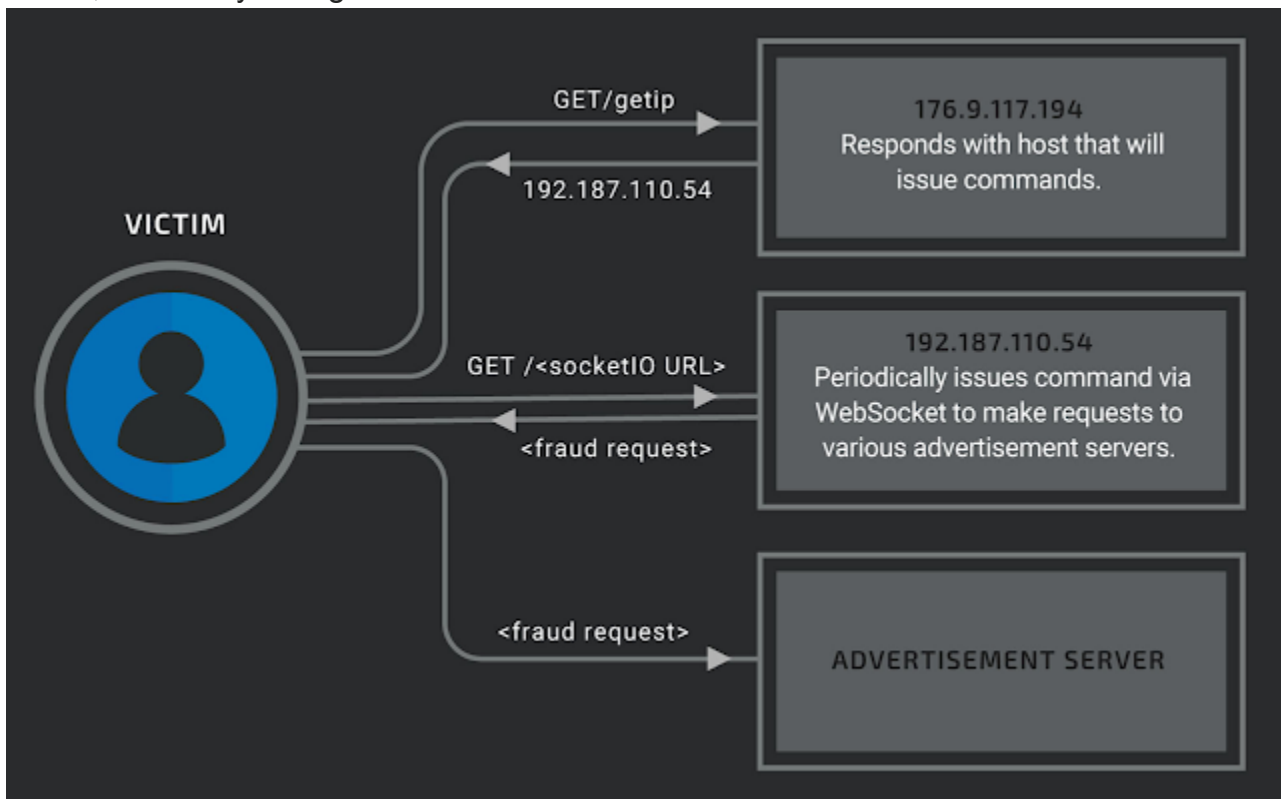 GET/getip
192.187.110.54
176.9.117.194
Responds with host that will
issue commands.
VICTIM
GET /<socketIO URL>
<fraud request>
192.187.110.54
Periodically issues command via
WebSocket to make requests to
various advertisement servers.
<fraud request>
ADVERTISEMENT SERVER